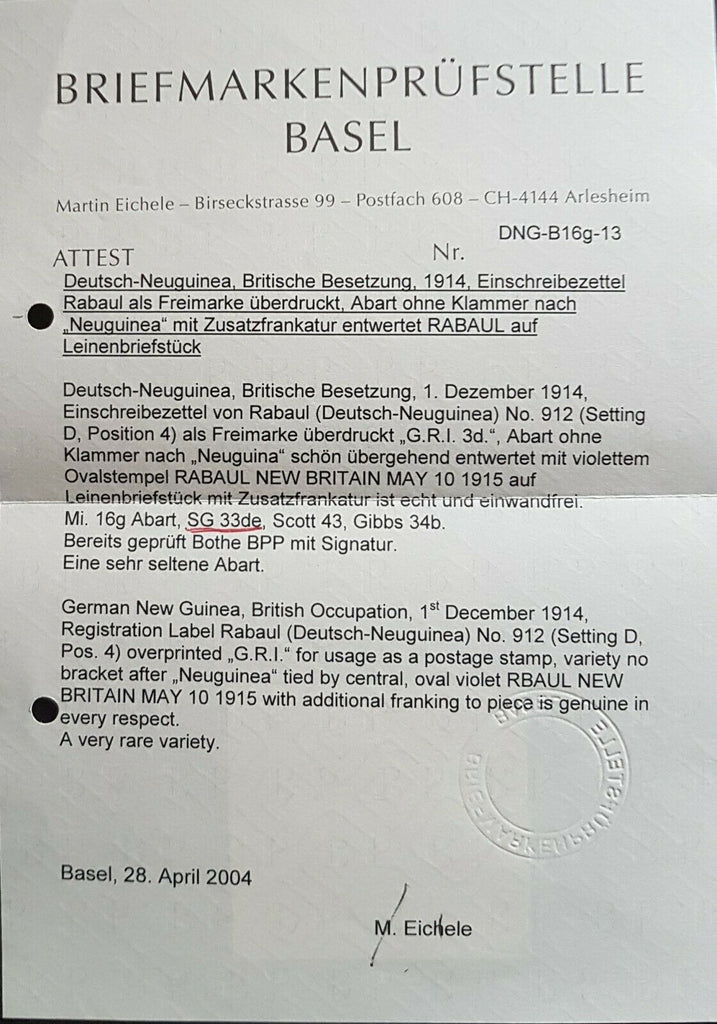 BRIEFMARKENPRÜFSTELLE
BASEL
Martin Eichele – Birseckstrasse 99 – Postfach 608 – CH-4144 Arlesheim
ATTEST Nr. DNG-B16g-13
Deutsch-Neuguinea, Britische Besetzung, 1914, Einschreibezettel
Rabaul als Freimarke überdruckt, Abart ohne Klammer nach
„Neuguinea“ mit Zusatzfrankatur entwertet RABAUL auf
Leinenbriefstück
Deutsch-Neuguinea, Britische Besetzung, 1. Dezember 1914,
Einschreibezettel von Rabaul (Deutsch-Neuguinea) No. 912 (Setting
D, Position 4) als Freimarke überdruckt „G.R.I. 3d.“, Abart ohne
Klammer nach „Neuguina“ schön übergehend entwertet mit violettem
Ovalstempel RABAUL NEW BRITAIN MAY 10 1915 auf
Leinenbriefstück mit Zusatzfrankatur ist echt und einwandfrei.
Mi. 16g Abart, SG 33de, Scott 43, Gibbs 34b.
Bereits geprüft Bothe BPP mit Signatur.
Eine sehr seltene Abart.
German New Guinea, British Occupation, 1st December 1914,
Registration Label Rabaul (Deutsch-Neuguinea) No. 912 (Setting D,
Pos. 4) overprinted „G.R.I.“ for usage as a postage stamp, variety no
bracket after „Neuguinea“ tied by central, oval violet RBAUL NEW
BRITAIN MAY 10 1915 with additional franking to piece is genuine in
every respect.
A very rare variety.
Basel, 28. April 2004
M. Eichele